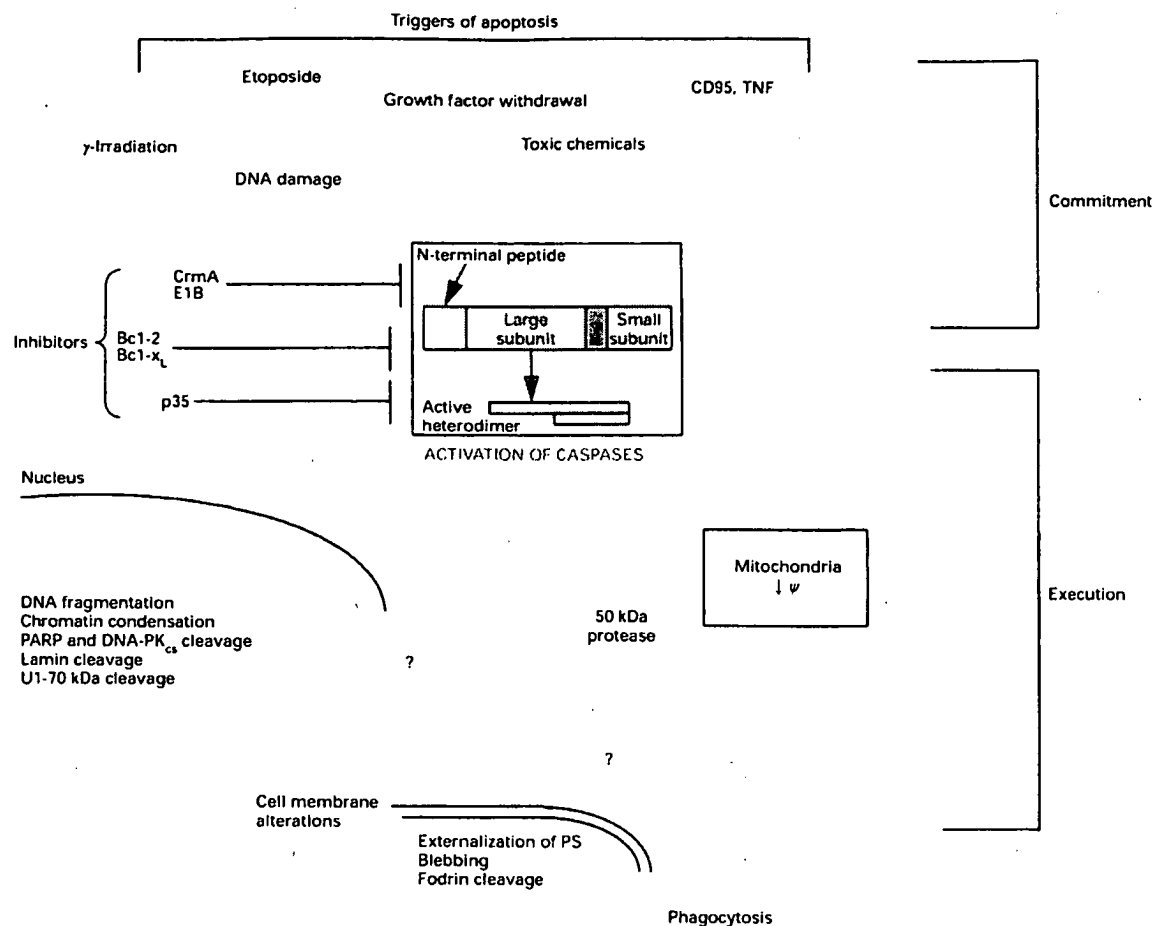 Triggers of apoptosis
Etoposide
CD95, TNF
Growth factor withdrawal
γ-Irradiation
Toxic chemicals
DNA damage
Commitment
N-terminal peptide
CrmA
E1B
Large
subunit
Small
subunit
Inhibitors
Bc1-2
Bc1-xL
p35
Active
heterodimer
ACTIVATION OF CASPASES
Nucleus
Mitochondria
↓ ψ
Execution
DNA fragmentation
Chromatin condensation
PARP and DNA-PKcs cleavage
Lamin cleavage
U1-70 kDa cleavage
50 kDa
protease
?
?
Cell membrane
alterations
Externalization of PS
Blebbing
Fodrin cleavage
Phagocytosis